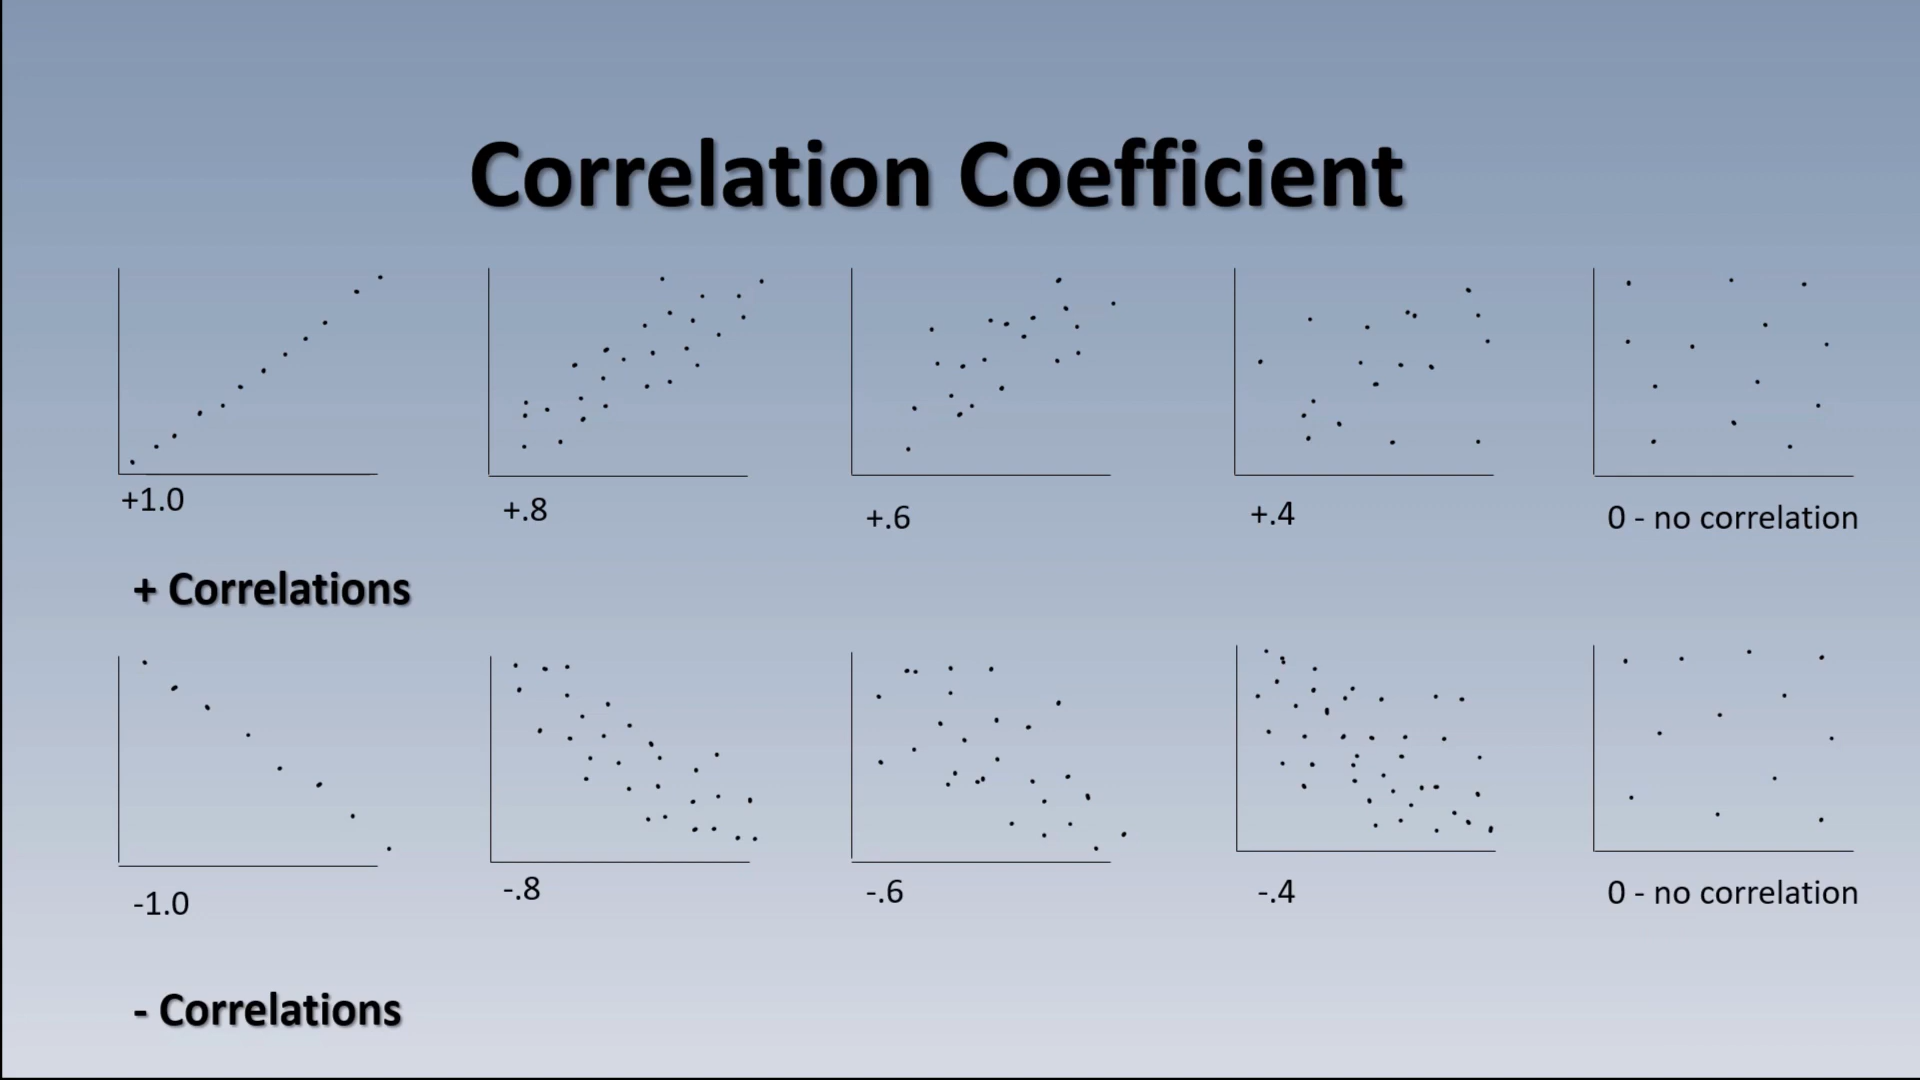 Correlation Coefficient
+1.0
+.8
+.6
+.4
0 - no correlation
+ Correlations
-1.0
-.8
-.6
-.4
0 - no correlation
- Correlations